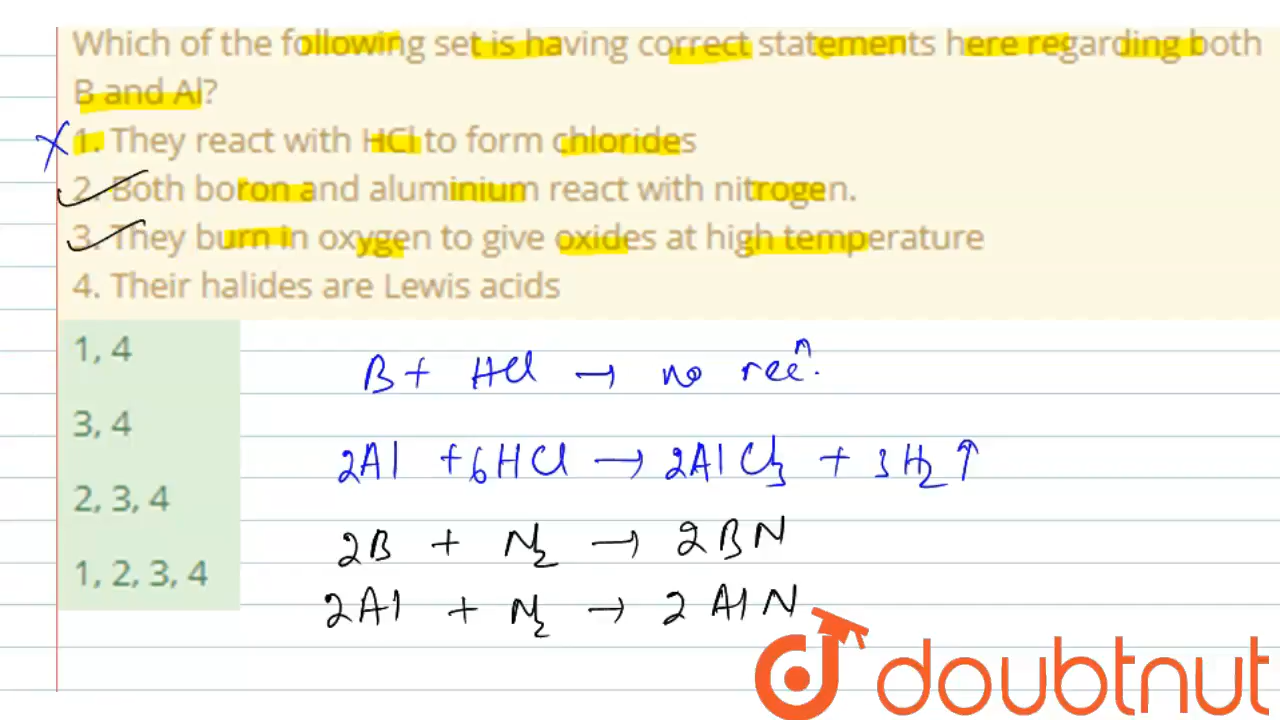 Which of the following set is having correct statements here regarding both
B and Al?
1. They react with HCl to form chlorides
2. Both boron and aluminium react with nitrogen.
3. They burn in oxygen to give oxides at high temperature
4. Their halides are Lewis acids
1, 4
3, 4
2, 3, 4
1, 2, 3, 4
B + HCl → no recⁿ.
2Al + 6HCl → 2AlCl₃ + 3H₂ ↑
2B + N₂ → 2BN
2Al + N₂ → 2AlN
doubtnut